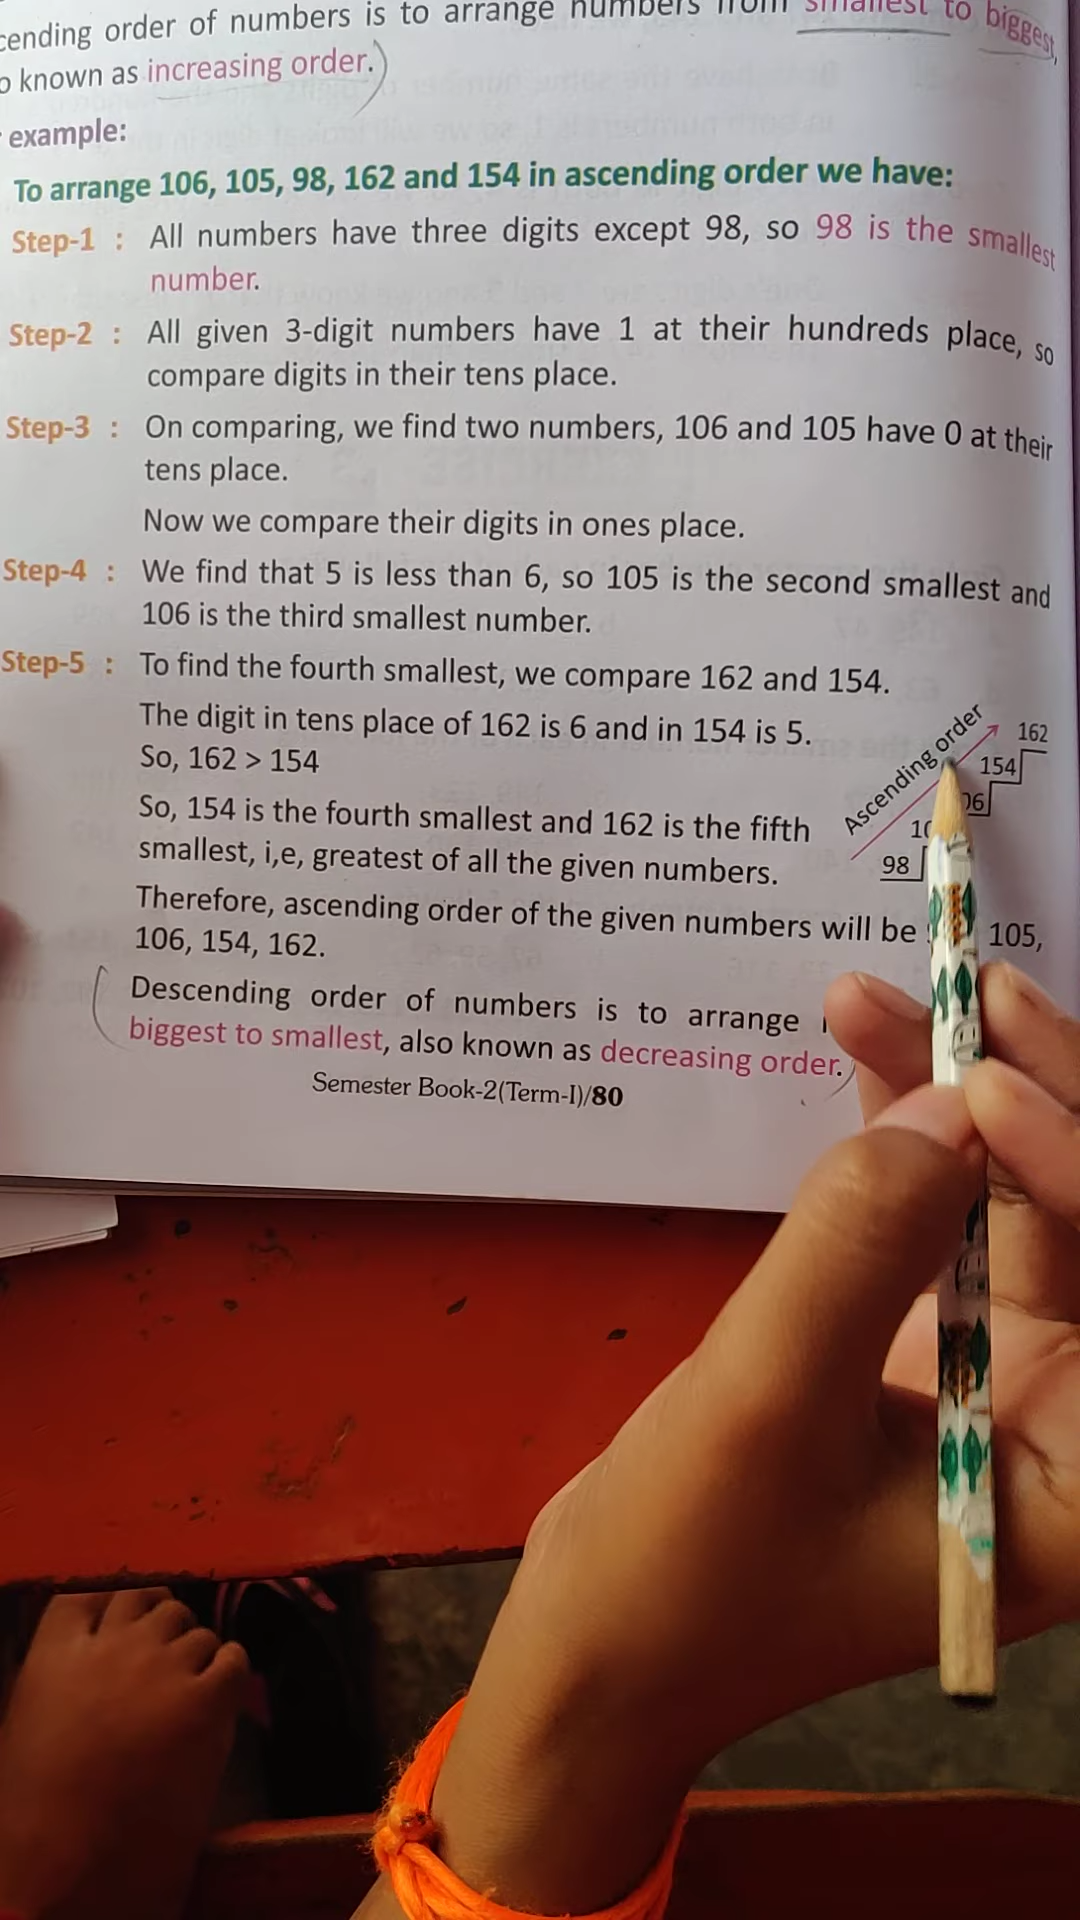 cending order of numbers is to arrange numbers from smallest to biggest,
o known as increasing order.)
example:
To arrange 106, 105, 98, 162 and 154 in ascending order we have:
Step-1 : All numbers have three digits except 98, so 98 is the smallest
number.
Step-2 : All given 3-digit numbers have 1 at their hundreds place, so
compare digits in their tens place.
Step-3 : On comparing, we find two numbers, 106 and 105 have 0 at their
tens place.
Now we compare their digits in ones place.
Step-4 : We find that 5 is less than 6, so 105 is the second smallest and
106 is the third smallest number.
Step-5 : To find the fourth smallest, we compare 162 and 154.
The digit in tens place of 162 is 6 and in 154 is 5.
So, 162 > 154
So, 154 is the fourth smallest and 162 is the fifth
smallest, i,e, greatest of all the given numbers.
Ascending order
162
154
06
10
98
Therefore, ascending order of the given numbers will be 105,
106, 154, 162.
(Descending order of numbers is to arrange
biggest to smallest, also known as decreasing order.)
Semester Book-2(Term-I)/80